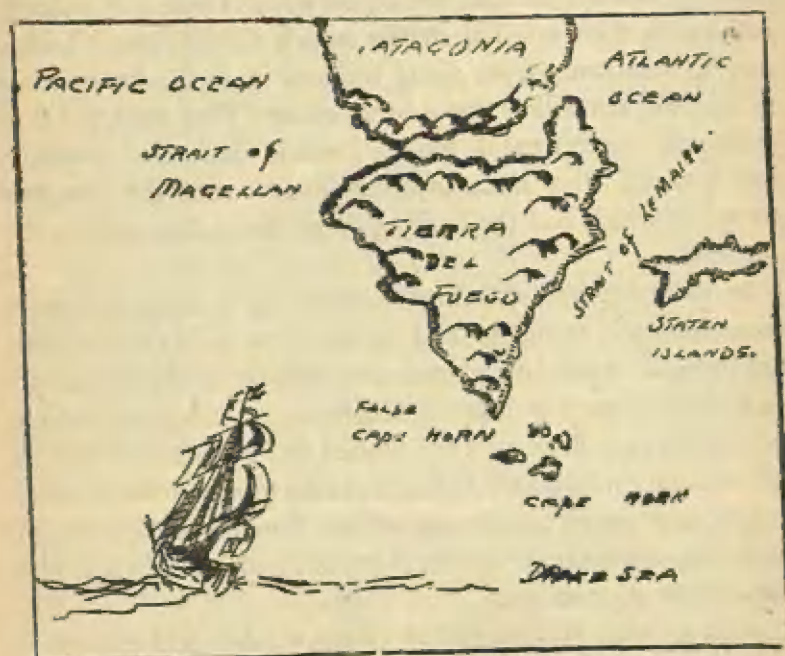 PATAGONIA
PACIFIC OCEAN
ATLANTIC
OCEAN
STRAIT of
MAGELLAN
STRAIT of LEMAIRE.
TIERRA
DEL
FUEGO
STATEN
ISLANDS.
FALSE
CAPE HORN
CAPE HORN
DRAKE SEA